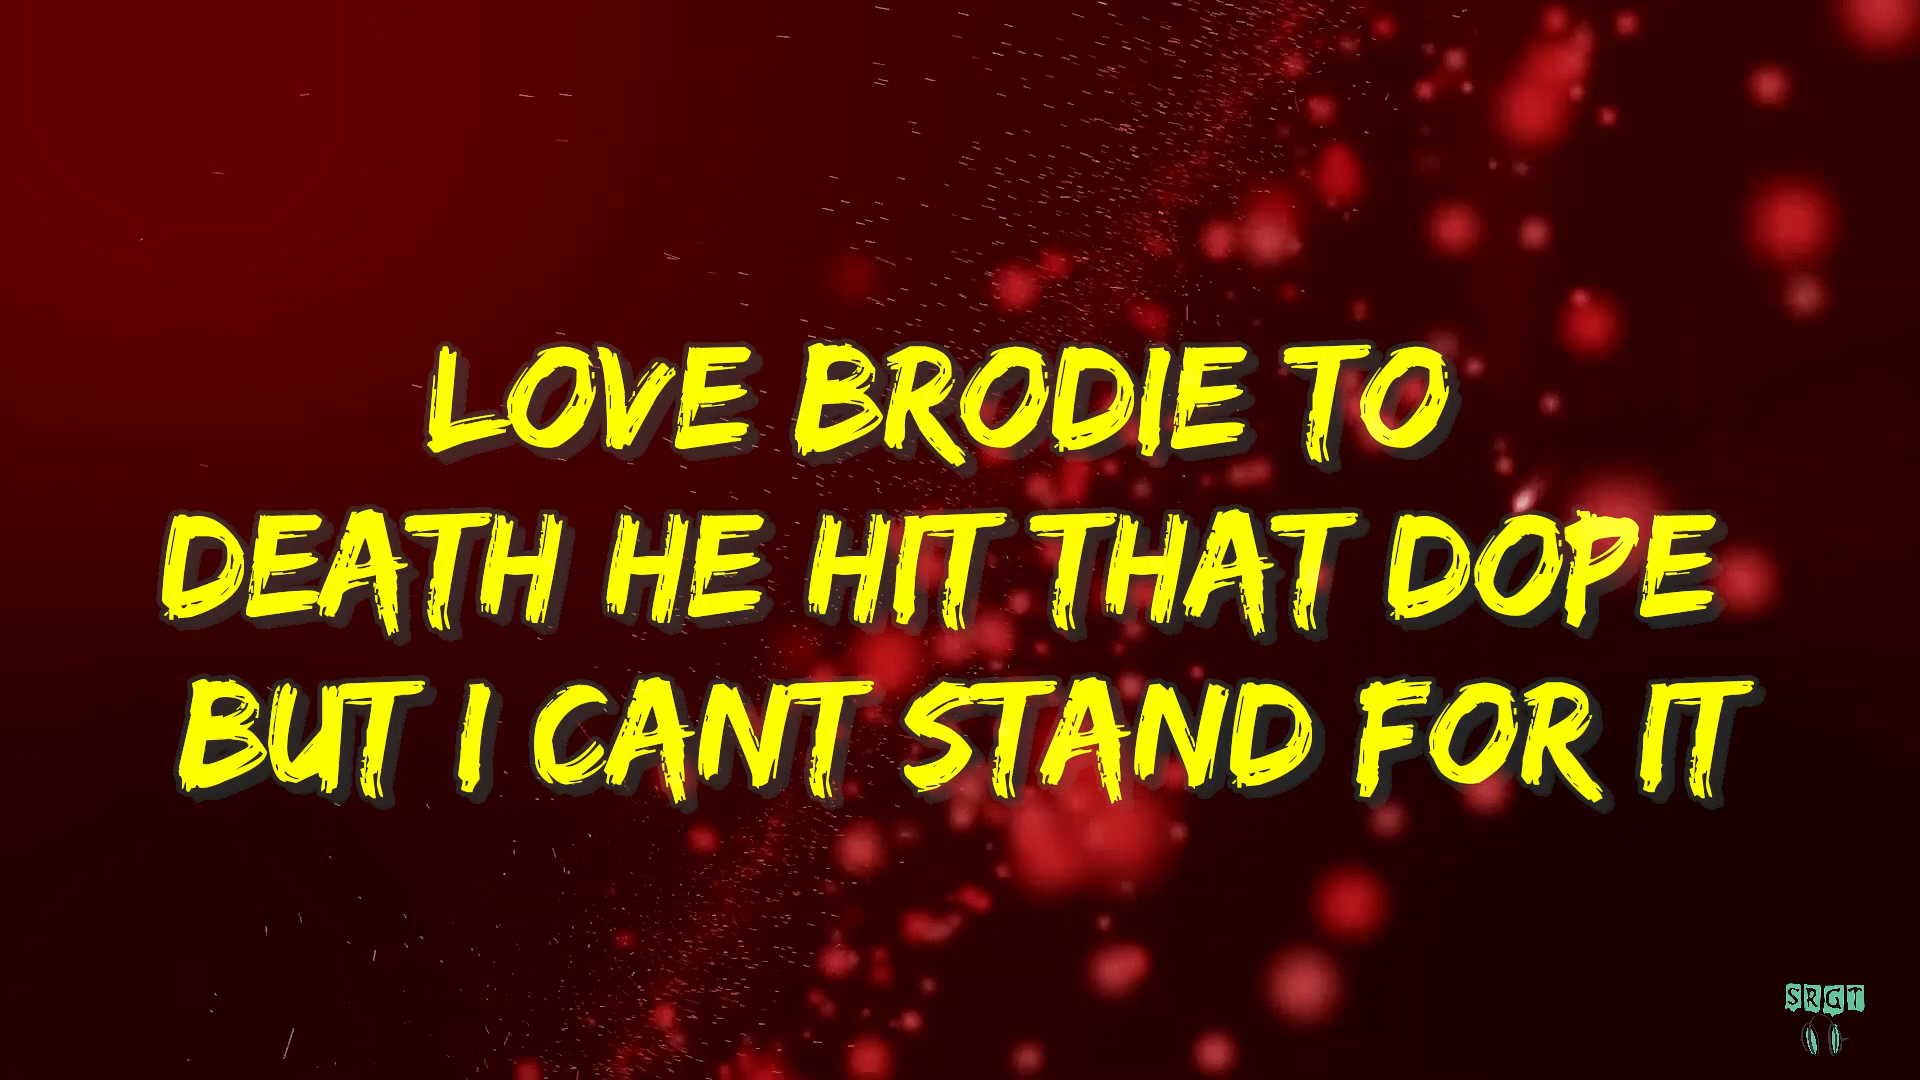 LOVE BRODIE TO
DEATH HE HIT THAT DOPE
BUT I CANT STAND FOR IT
SRGT